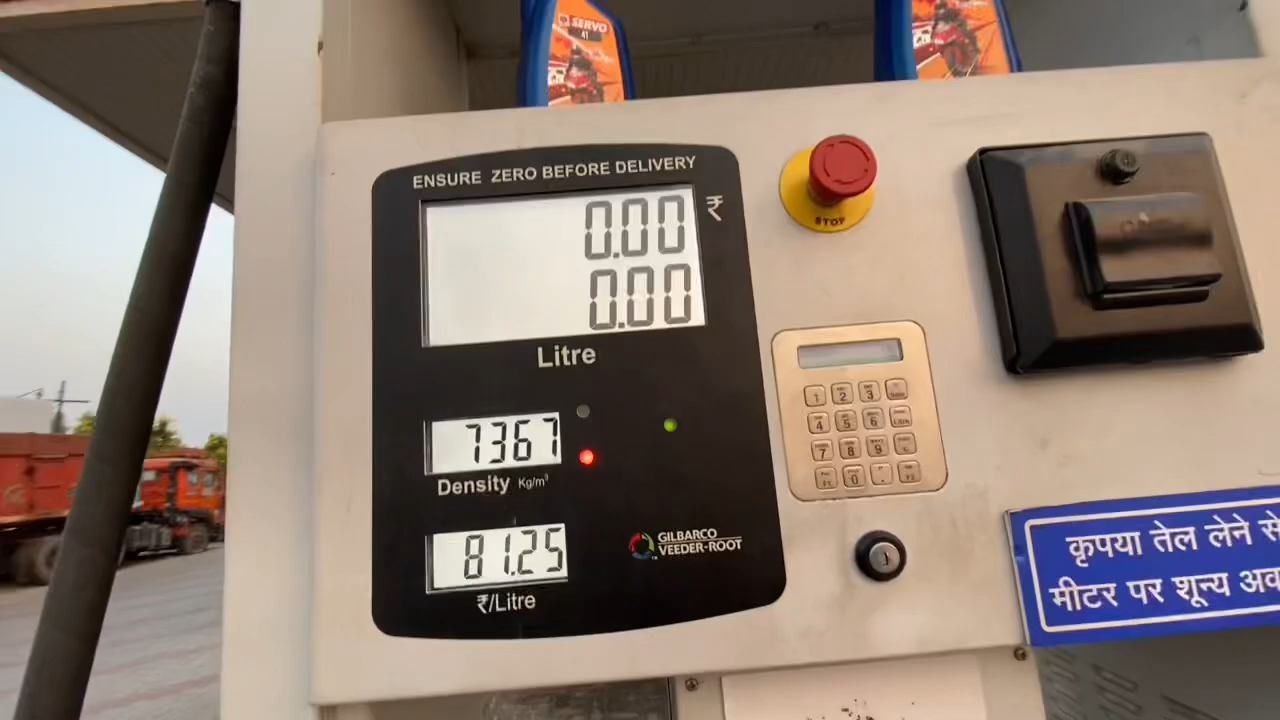 SERVO
ENSURE ZERO BEFORE DELIVERY
0.00 ₹
0.00
Litre
7367
Density Kg/m³
81.25
₹/Litre
GILBARCO
VEEDER-ROOT
STOP
1 2 3
4 5 6
7 8 9
0 .
कृपया तेल लेने से
मीटर पर शून्य अव